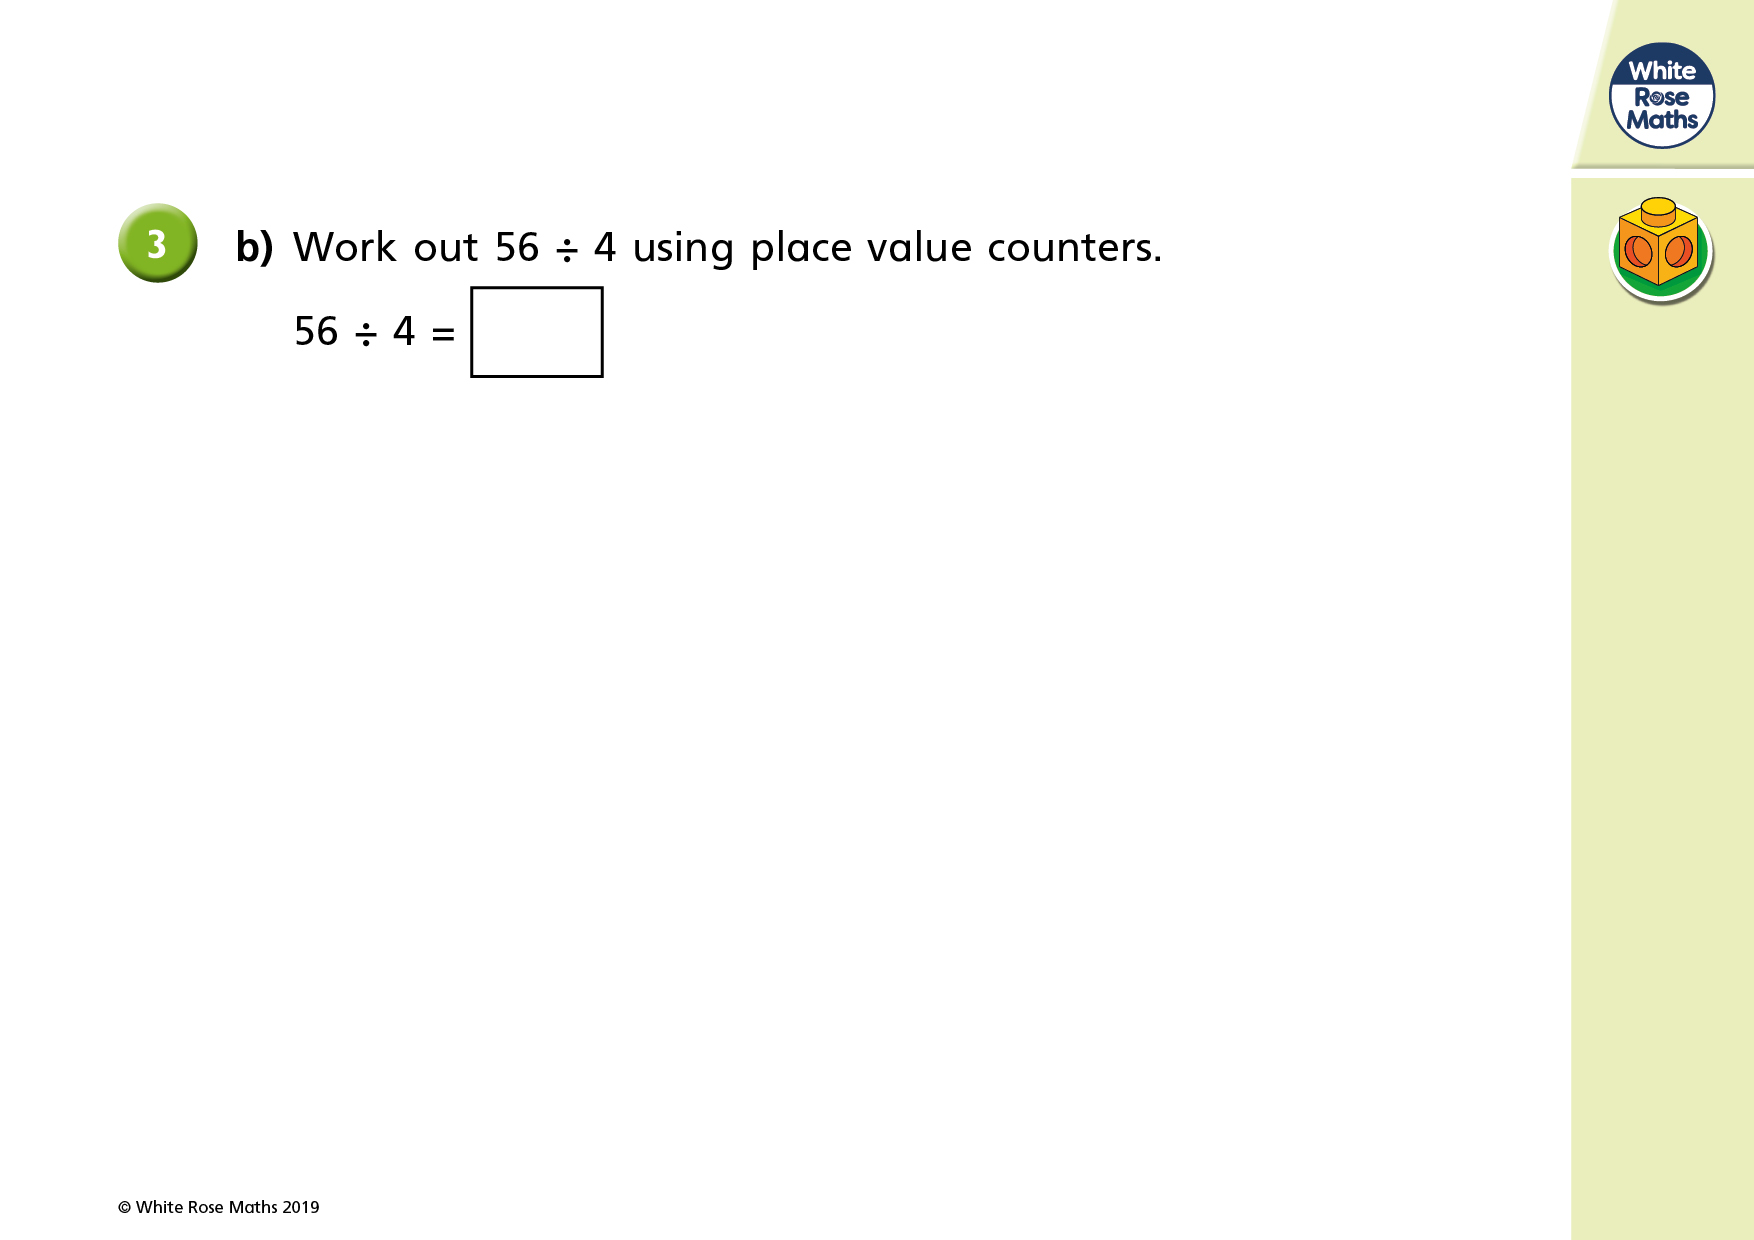 White
Rose
Maths
3 b) Work out 56 ÷ 4 using place value counters.
56 ÷ 4 =
© White Rose Maths 2019